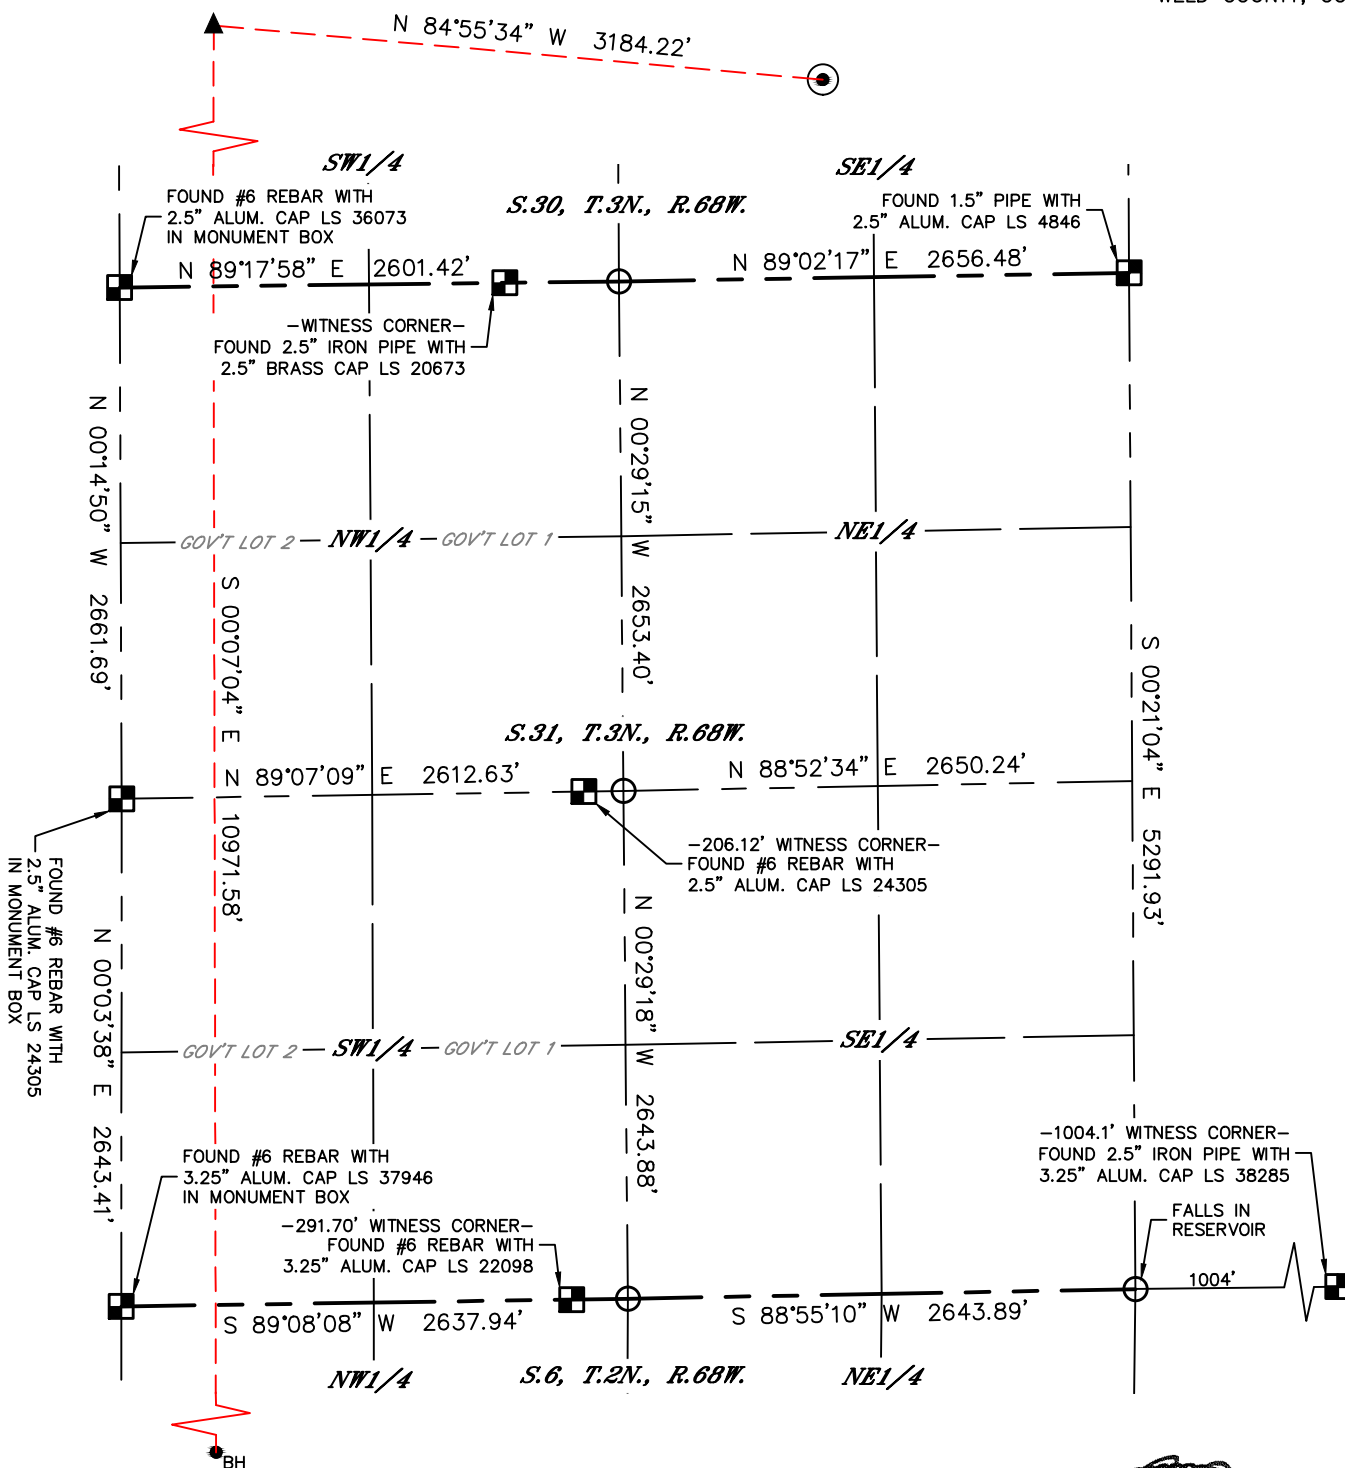 N 84°55'34" W 3184.22'
SW1/4
SE1/4
FOUND #6 REBAR WITH
2.5" ALUM. CAP LS 36073
IN MONUMENT BOX
S.30, T.3N., R.68W.
FOUND 1.5" PIPE WITH
2.5" ALUM. CAP LS 4846
N 89°17'58" E 2601.42'
N 89°02'17" E 2656.48'
-WITNESS CORNER-
FOUND 2.5" IRON PIPE WITH
2.5" BRASS CAP LS 20673
N 00°14'50" W 2661.69'
N 00°29'15" W 2653.40'
GOV'T LOT 2
NW1/4
GOV'T LOT 1
NE1/4
S 00°07'04" E 10971.58'
S 00°21'04" E 5291.93'
S.31, T.3N., R.68W.
N 89°07'09" E 2612.63'
N 88°52'34" E 2650.24'
-206.12' WITNESS CORNER-
FOUND #6 REBAR WITH
2.5" ALUM. CAP LS 24305
FOUND #6 REBAR WITH
2.5" ALUM. CAP LS 24305
IN MONUMENT BOX
N 00°03'38" E 2643.41'
N 00°29'18" W 2643.88'
GOV'T LOT 2
SW1/4
GOV'T LOT 1
SE1/4
-1004.1' WITNESS CORNER-
FOUND 2.5" IRON PIPE WITH
3.25" ALUM. CAP LS 38285
FOUND #6 REBAR WITH
3.25" ALUM. CAP LS 37946
IN MONUMENT BOX
FALLS IN
RESERVOIR
-291.70' WITNESS CORNER-
FOUND #6 REBAR WITH
3.25" ALUM. CAP LS 22098
1004'
S 89°08'08" W 2637.94'
S 88°55'10" W 2643.89'
NW1/4
S.6, T.2N., R.68W.
NE1/4
BH